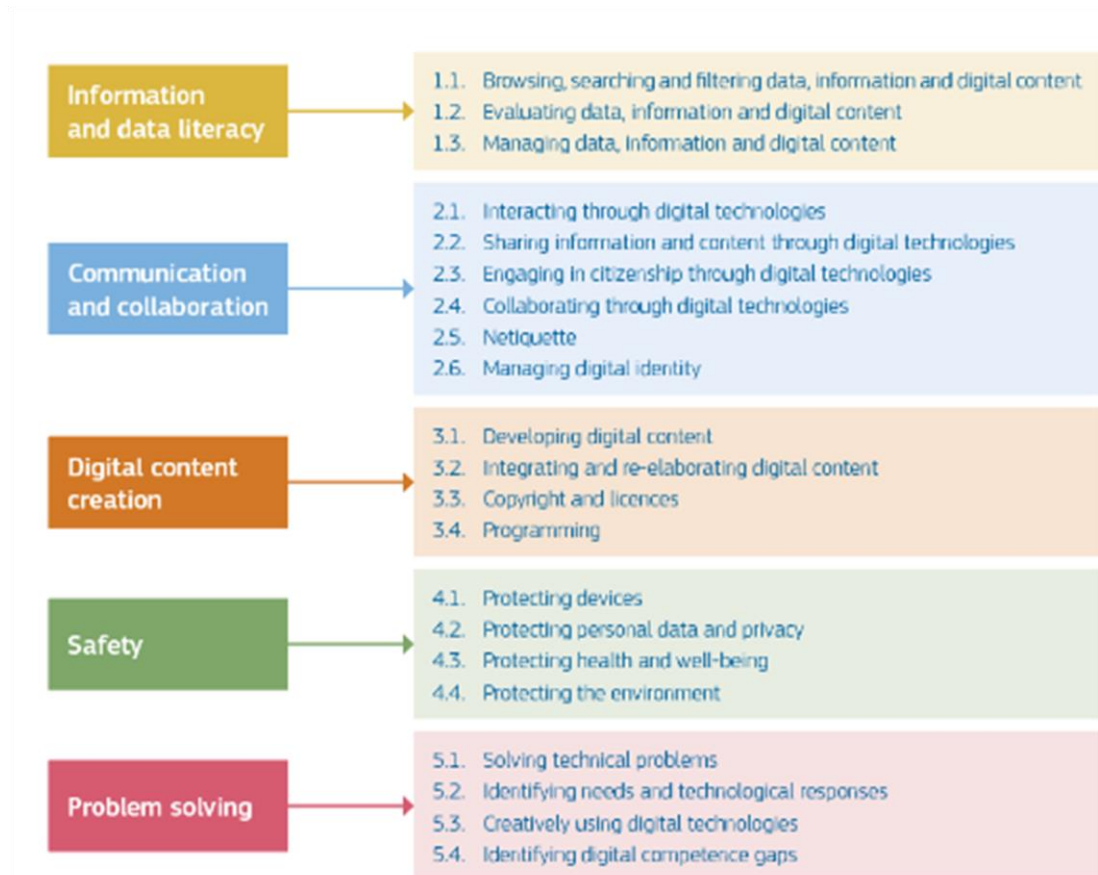 Information
and data literacy
1.1. Browsing, searching and filtering data, information and digital content
1.2. Evaluating data, information and digital content
1.3. Managing data, information and digital content
Communication
and collaboration
2.1. Interacting through digital technologies
2.2. Sharing information and content through digital technologies
2.3. Engaging in citizenship through digital technologies
2.4. Collaborating through digital technologies
2.5. Netiquette
2.6. Managing digital identity
Digital content
creation
3.1. Developing digital content
3.2. Integrating and re-elaborating digital content
3.3. Copyright and licences
3.4. Programming
Safety
4.1. Protecting devices
4.2. Protecting personal data and privacy
4.3. Protecting health and well-being
4.4. Protecting the environment
Problem solving
5.1. Solving technical problems
5.2. Identifying needs and technological responses
5.3. Creatively using digital technologies
5.4. Identifying digital competence gaps